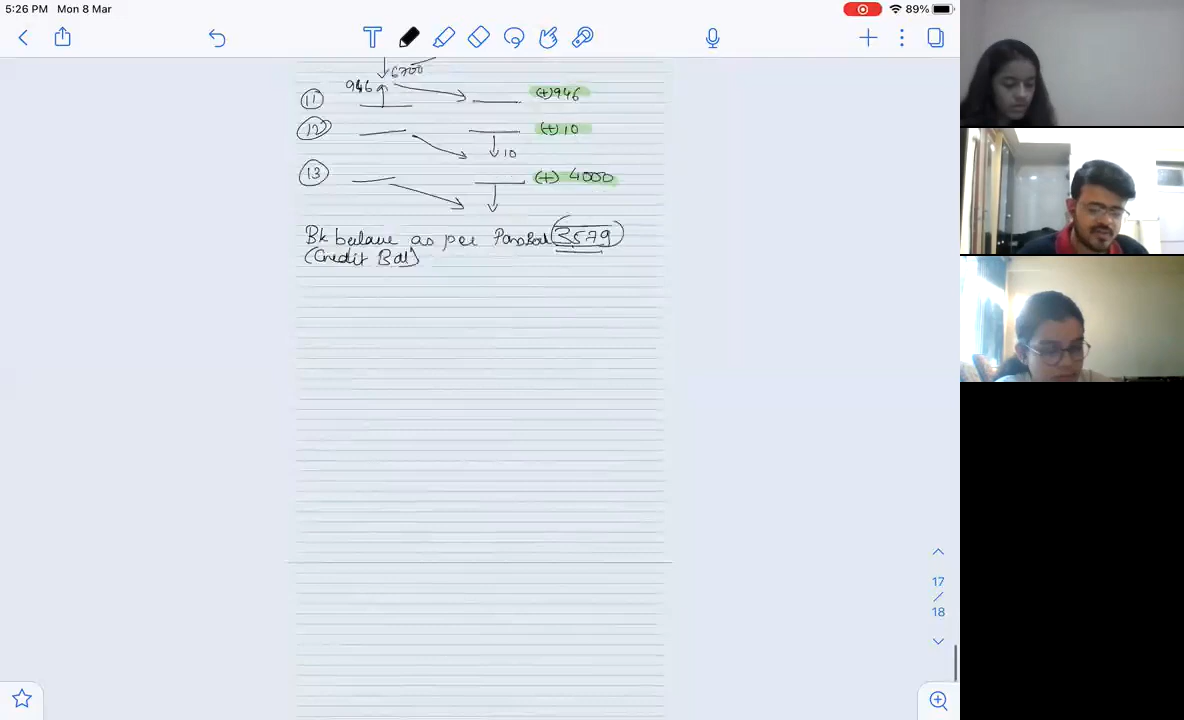 5:26 PM Mon 8 Mar
89%
T
6700
946
11 (+)946
12 (+) 10
10
13 (+) 4000
Bk balance as per PassBook 3579
(Credit Bal)
17
/
18